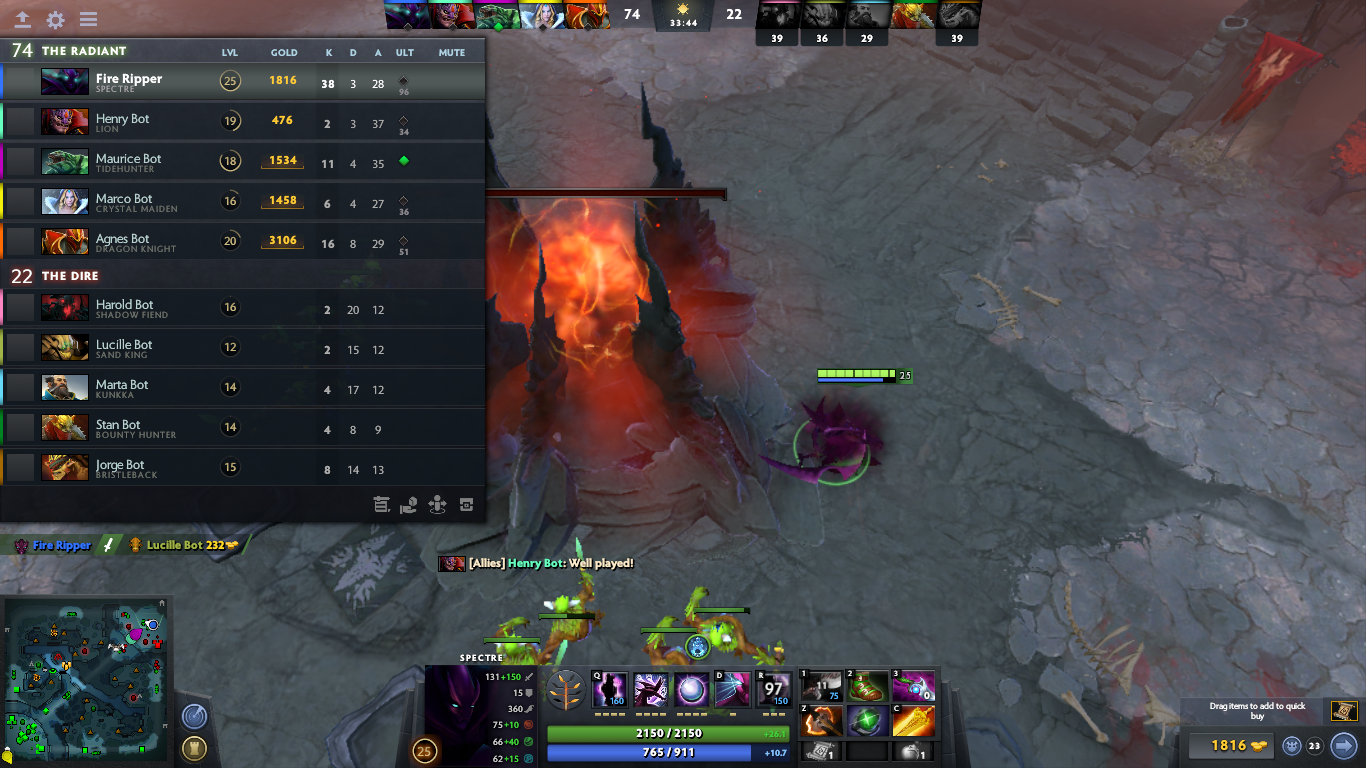 74 33:44 22
39 36 29 39
74 THE RADIANT LVL GOLD K D A ULT MUTE
Fire Ripper 25 1816 38 3 28 96
SPECTRE
Henry Bot 19 476 2 3 37 34
LION
Maurice Bot 18 1534 11 4 35
TIDEHUNTER
Marco Bot 16 1458 6 4 27 36
CRYSTAL MAIDEN
Agnes Bot 20 3106 16 8 29 51
DRAGON KNIGHT
22 THE DIRE
Harold Bot 16 2 20 12
SHADOW FIEND
Lucille Bot 12 2 15 12
SAND KING
Marta Bot 14 4 17 12
KUNKKA
Stan Bot 14 4 8 9
BOUNTY HUNTER
Jorge Bot 15 8 14 13
BRISTLEBACK
25
Fire Ripper Lucille Bot 232
[Allies] Henry Bot: Well played!
SPECTRE
131+150
15
360
75+10
66+40
62+15
25
Q 160 D R 97 150
2150 / 2150 +26.1
765 / 911 +10.7
1 11 75 2 3 0
Z C
1 1
Drag items to add to quick
buy
1816 23